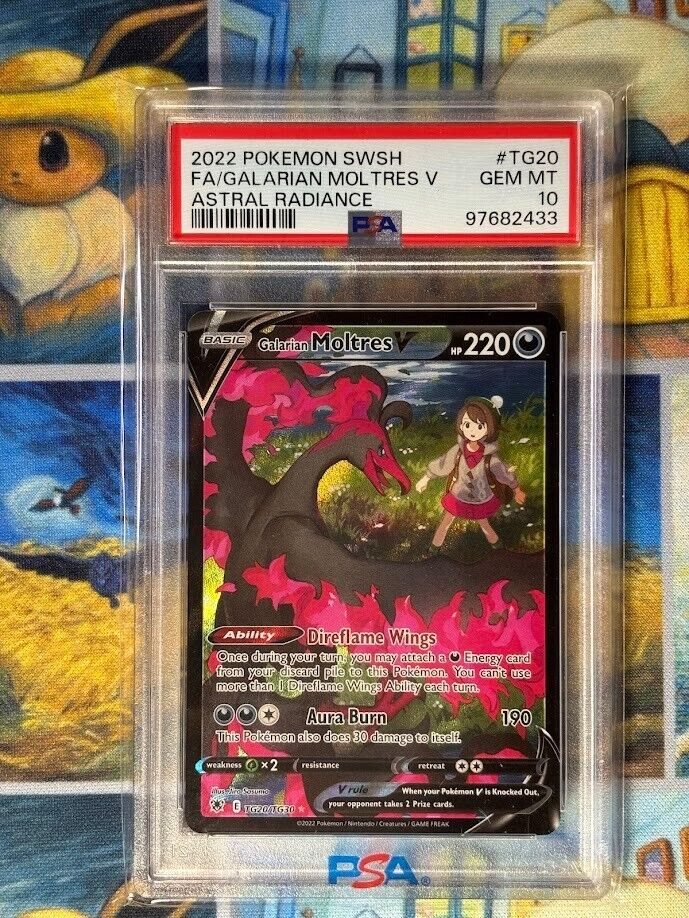 2022 POKEMON SWSH #TG20
FA/GALARIAN MOLTRES V GEM MT
ASTRAL RADIANCE 10
PSA 97682433
BASIC Galarian Moltres V HP 220
Ability Direflame Wings
Once during your turn, you may attach a Energy card
from your discard pile to this Pokémon. You can't use
more than 1 Direflame Wings Ability each turn.
Aura Burn 190
This Pokémon also does 30 damage to itself.
weakness ×2 resistance retreat
Illus. Jiro Sasumo
F TG20/TG30 ★
V rule When your Pokémon V is Knocked Out,
your opponent takes 2 Prize cards.
©2022 Pokémon / Nintendo / Creatures / GAME FREAK
PSA®